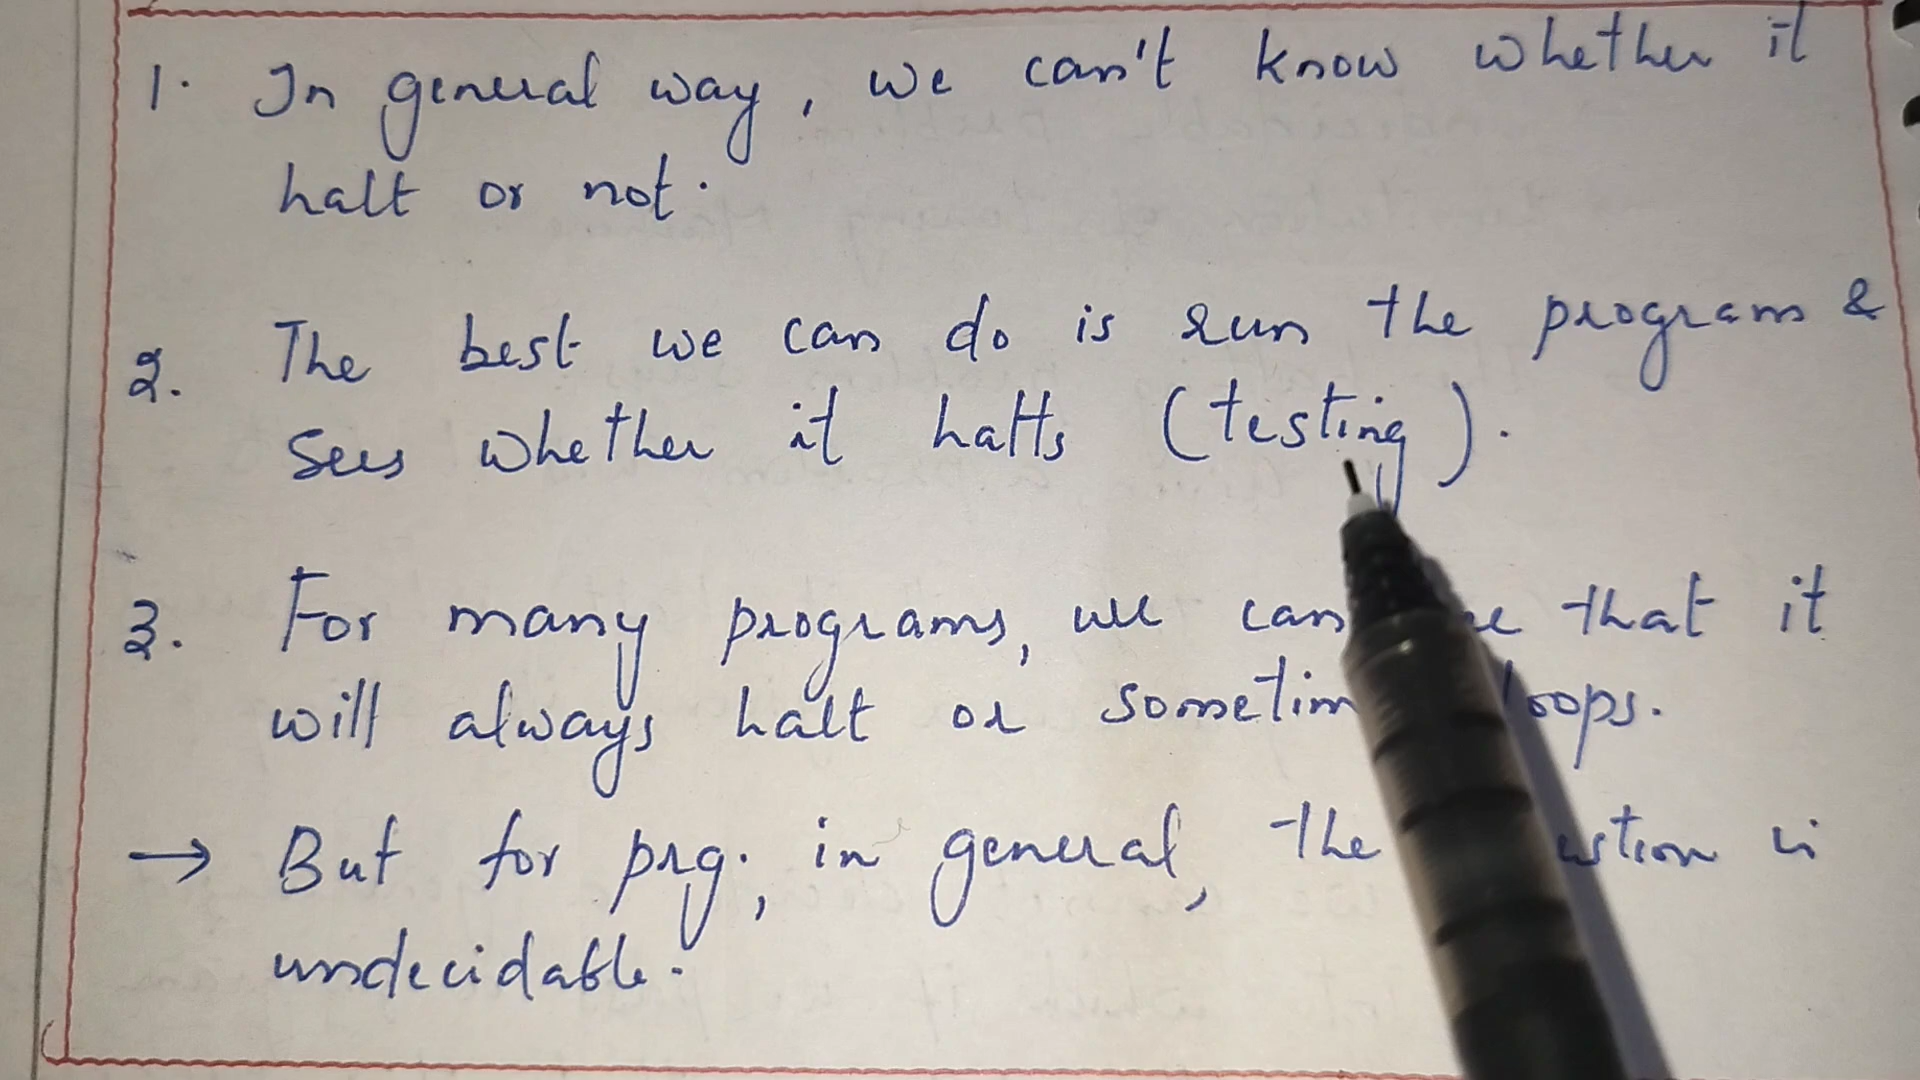 1. In general way, we can't know whether it
halt or not.
2. The best we can do is run the program &
sees whether it halts (testing).
3. For many programs, we can that it
will always halt or loops.
→ But for prg., in general, the is
undecidable.